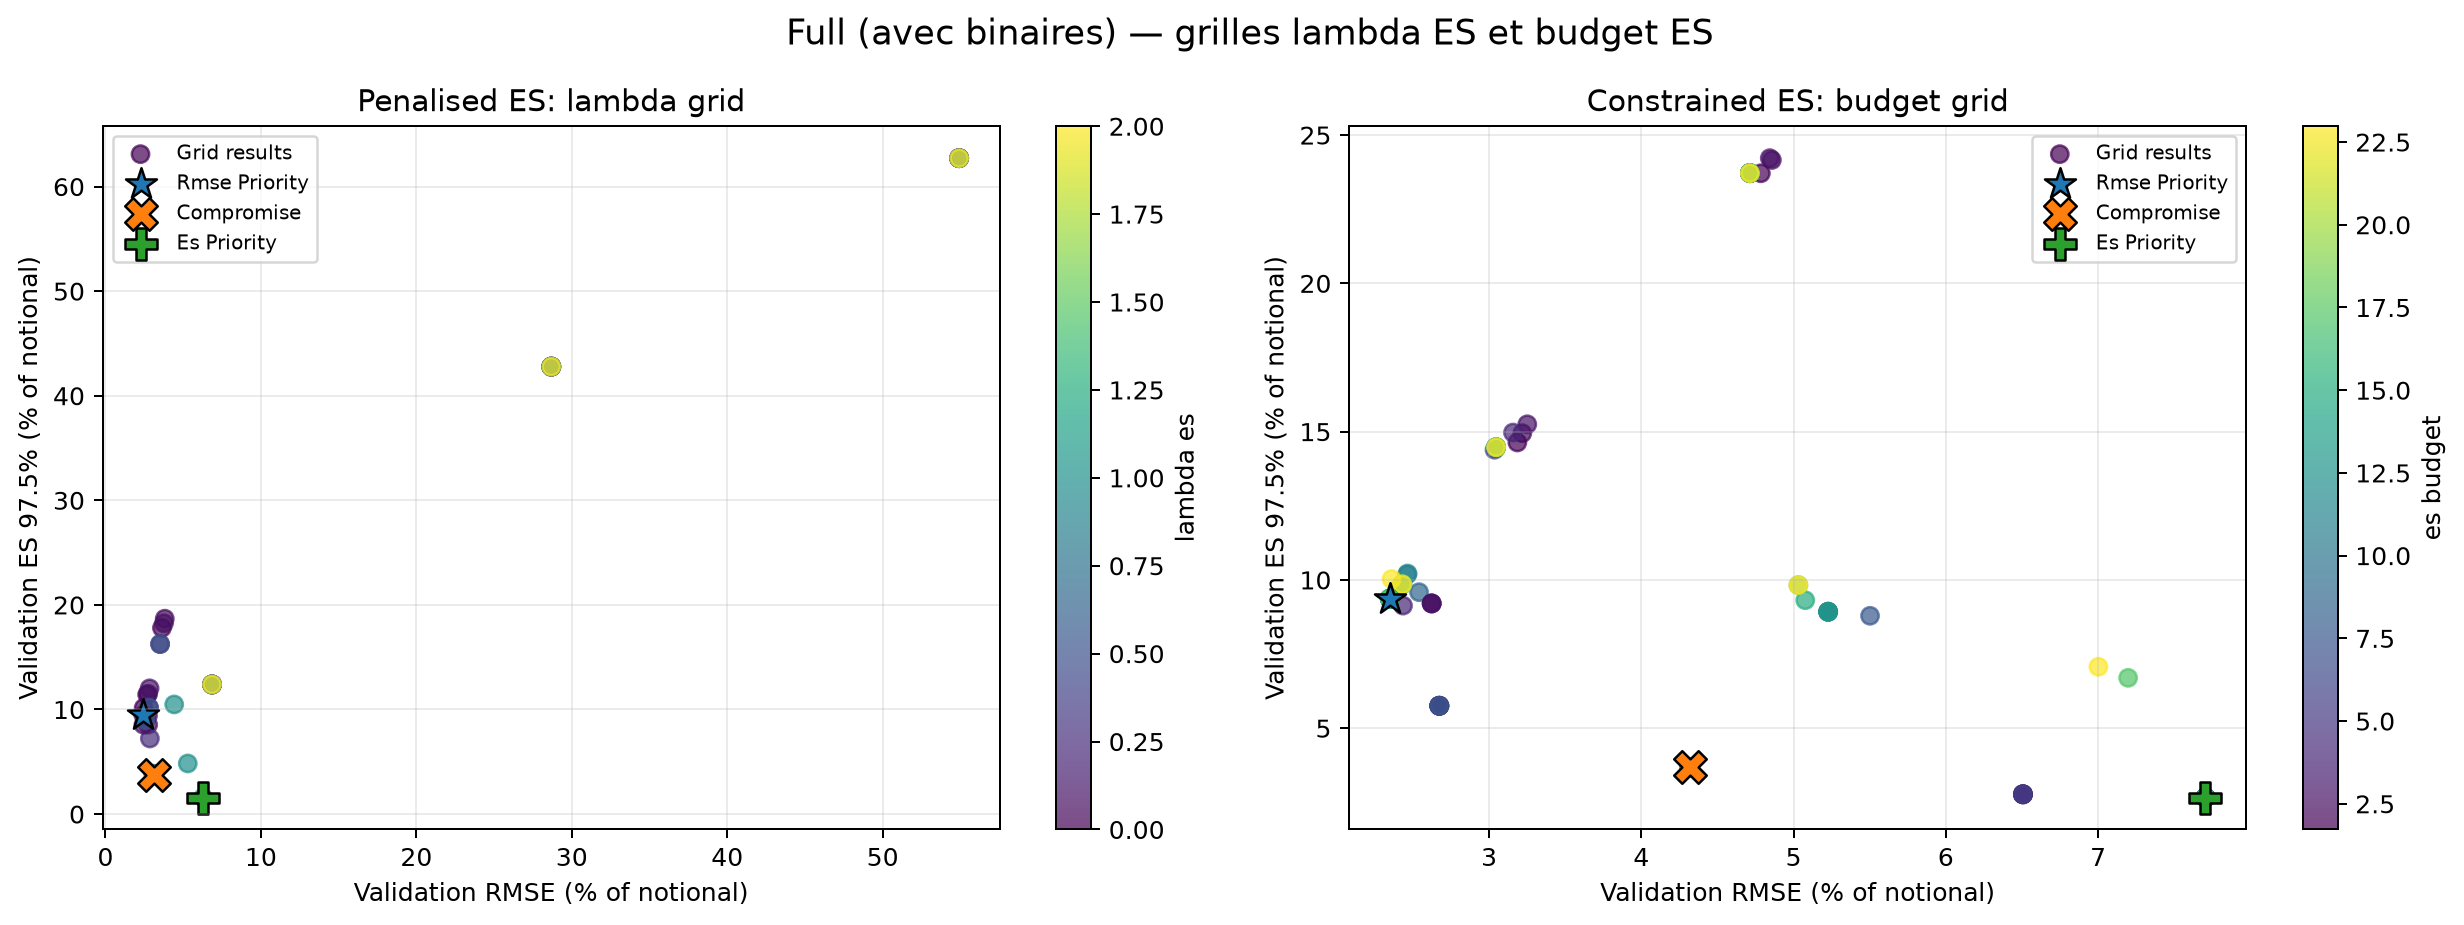 Full (avec binaires) — grilles lambda ES et budget ES
Penalised ES: lambda grid
Grid results
Rmse Priority
Compromise
Es Priority
Validation ES 97.5% (% of notional)
60
50
40
30
20
10
0
0 10 20 30 40 50
Validation RMSE (% of notional)
2.00
1.75
1.50
1.25
1.00
0.75
0.50
0.25
0.00
lambda es
Constrained ES: budget grid
Grid results
Rmse Priority
Compromise
Es Priority
Validation ES 97.5% (% of notional)
25
20
15
10
5
3 4 5 6 7
Validation RMSE (% of notional)
22.5
20.0
17.5
15.0
12.5
10.0
7.5
5.0
2.5
es budget